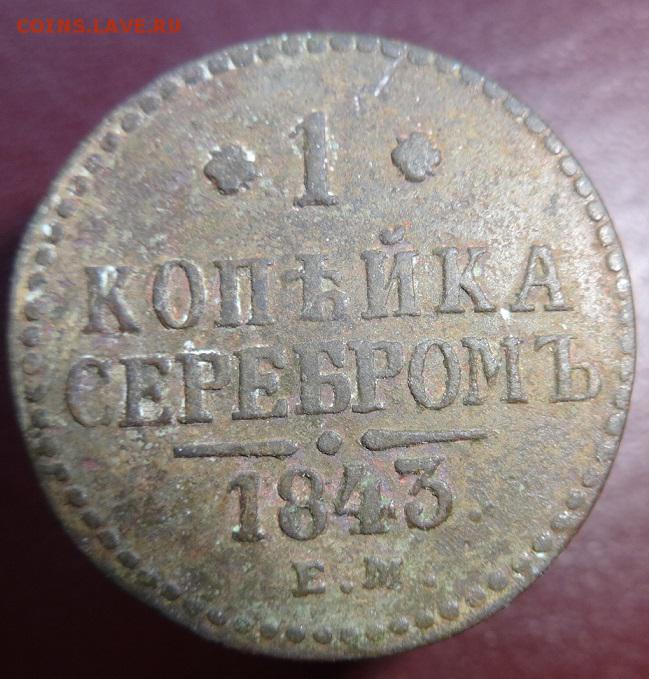 COINS.LAVE.RU
1
КОПѢЙКА
СЕРЕБРОМЪ
1843
Е.М.